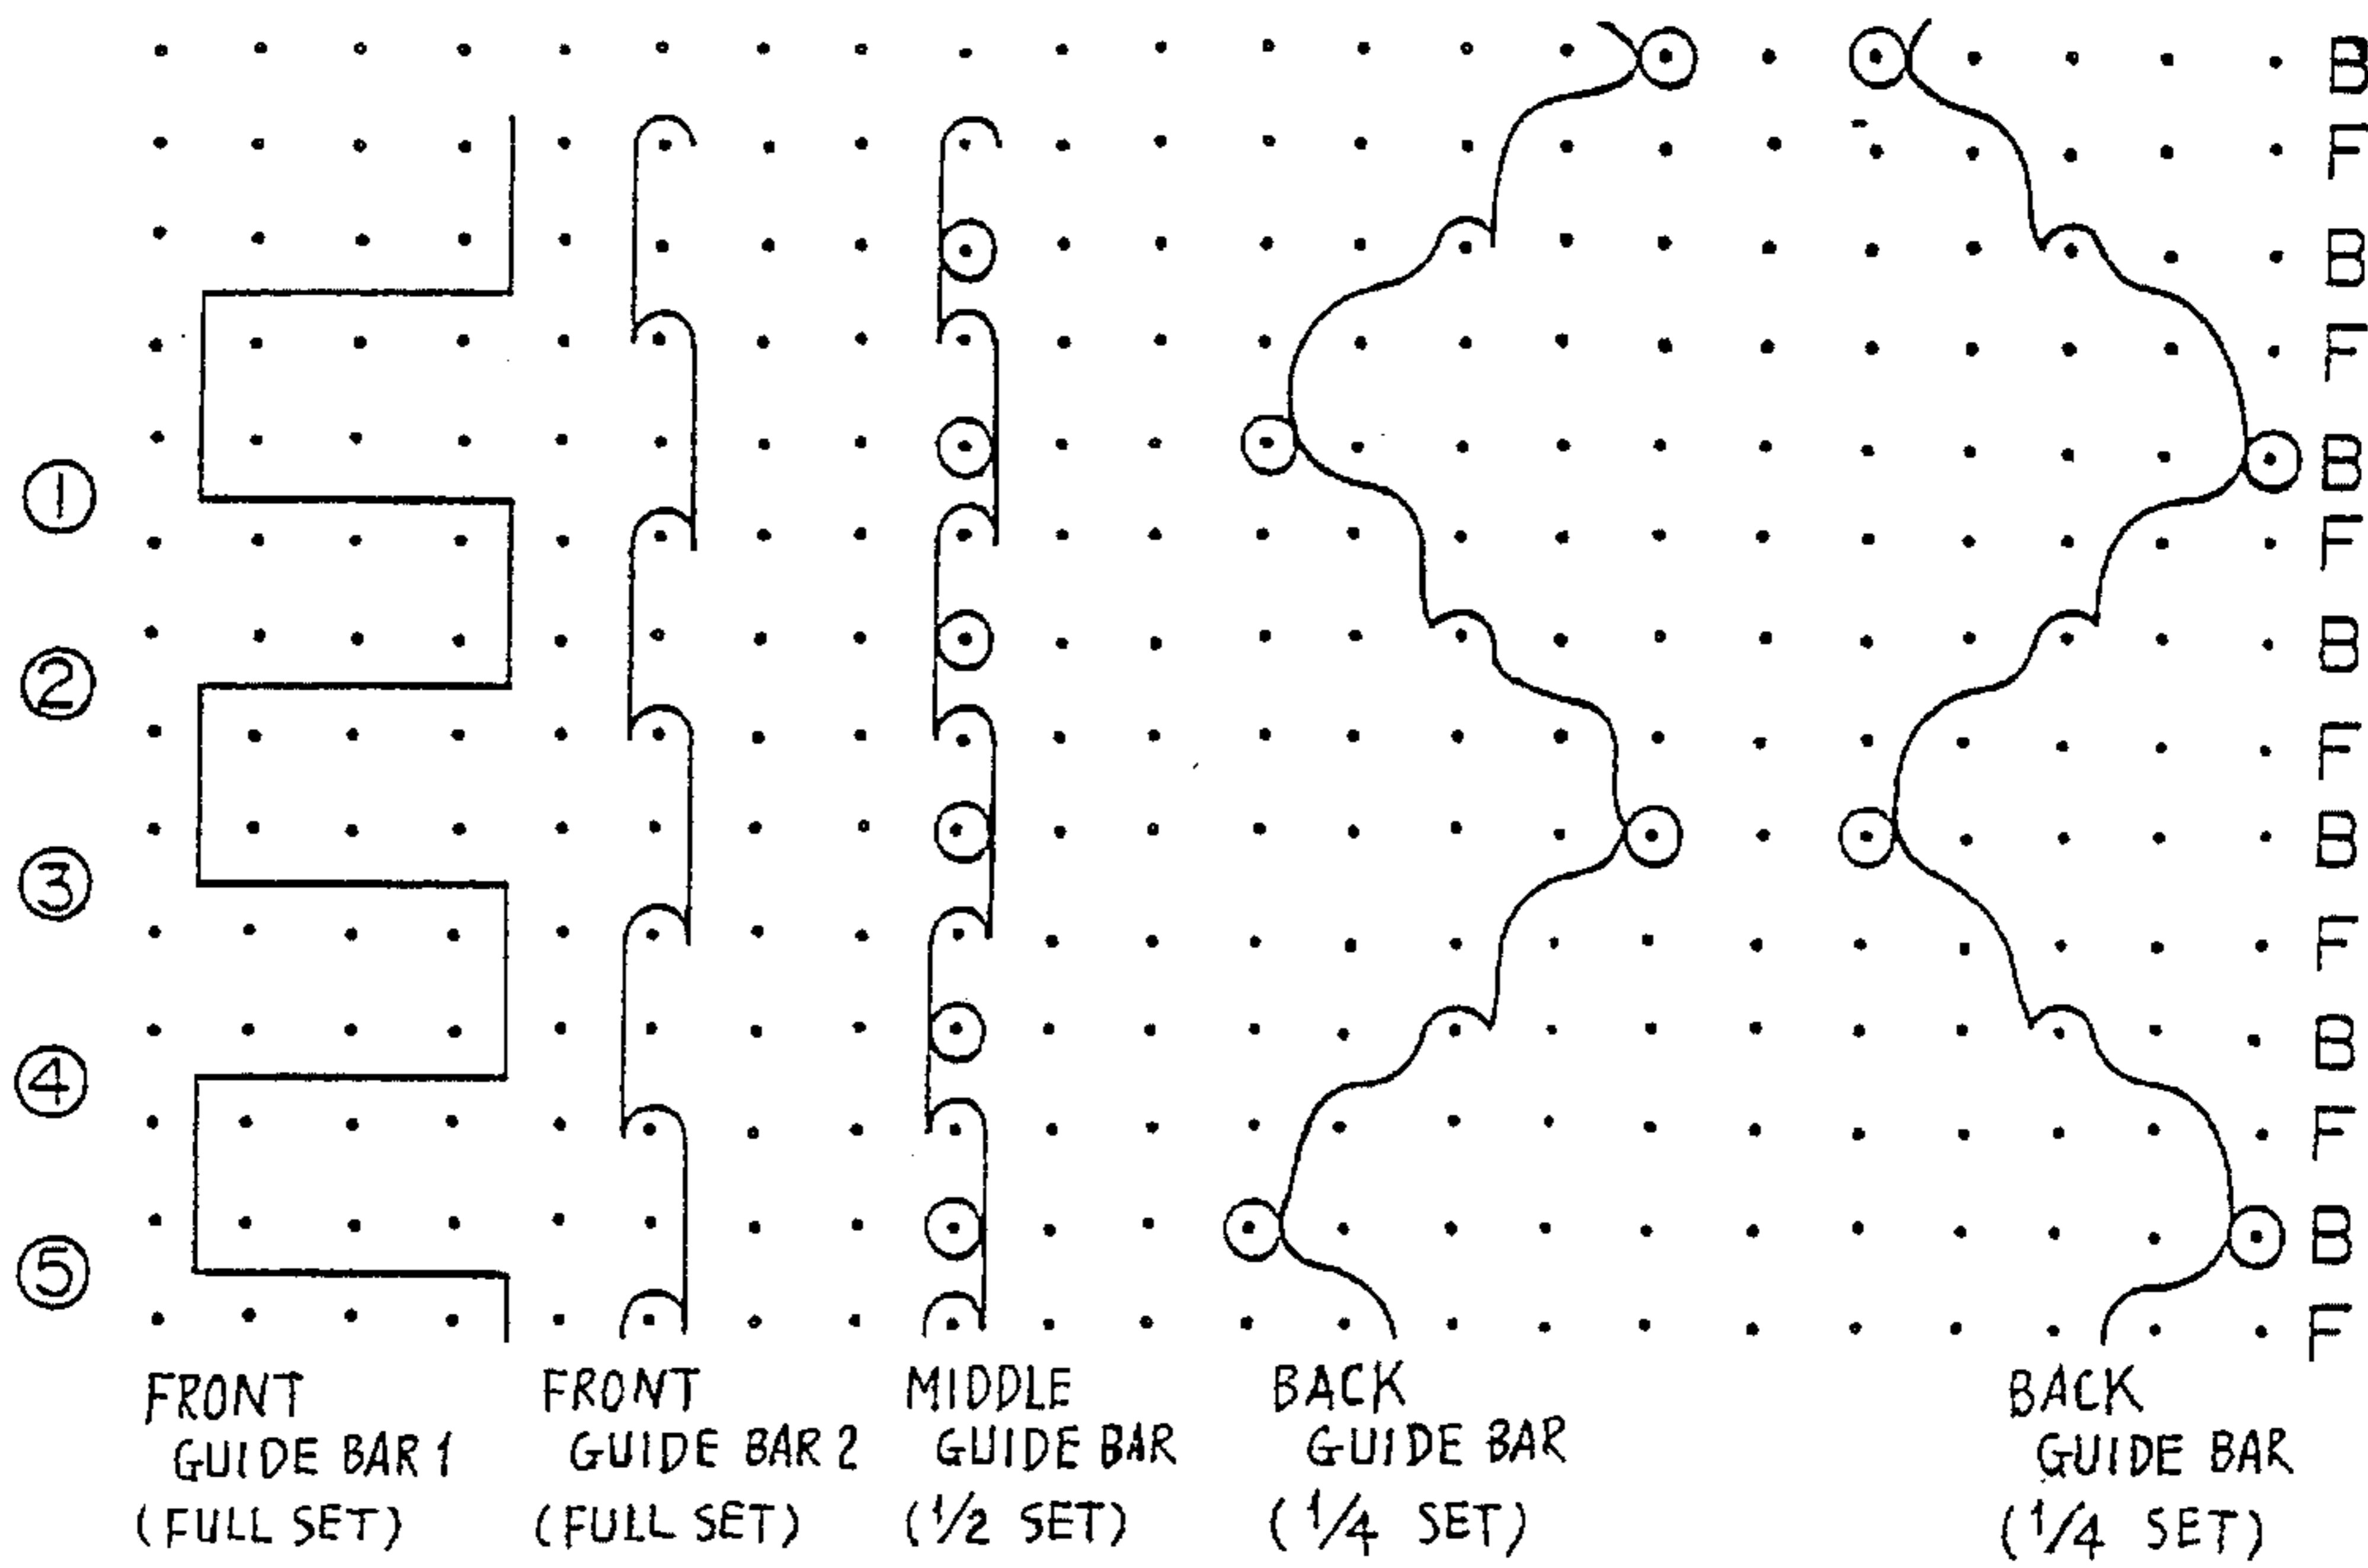 B
F
B
F
B
①
F
B
②
F
B
③
F
B
④
F
B
⑤
F
FRONT
GUIDE BAR 1
(FULL SET)
FRONT
GUIDE BAR 2
(FULL SET)
MIDDLE
GUIDE BAR
(1/2 SET)
BACK
GUIDE BAR
(1/4 SET)
BACK
GUIDE BAR
(1/4 SET)